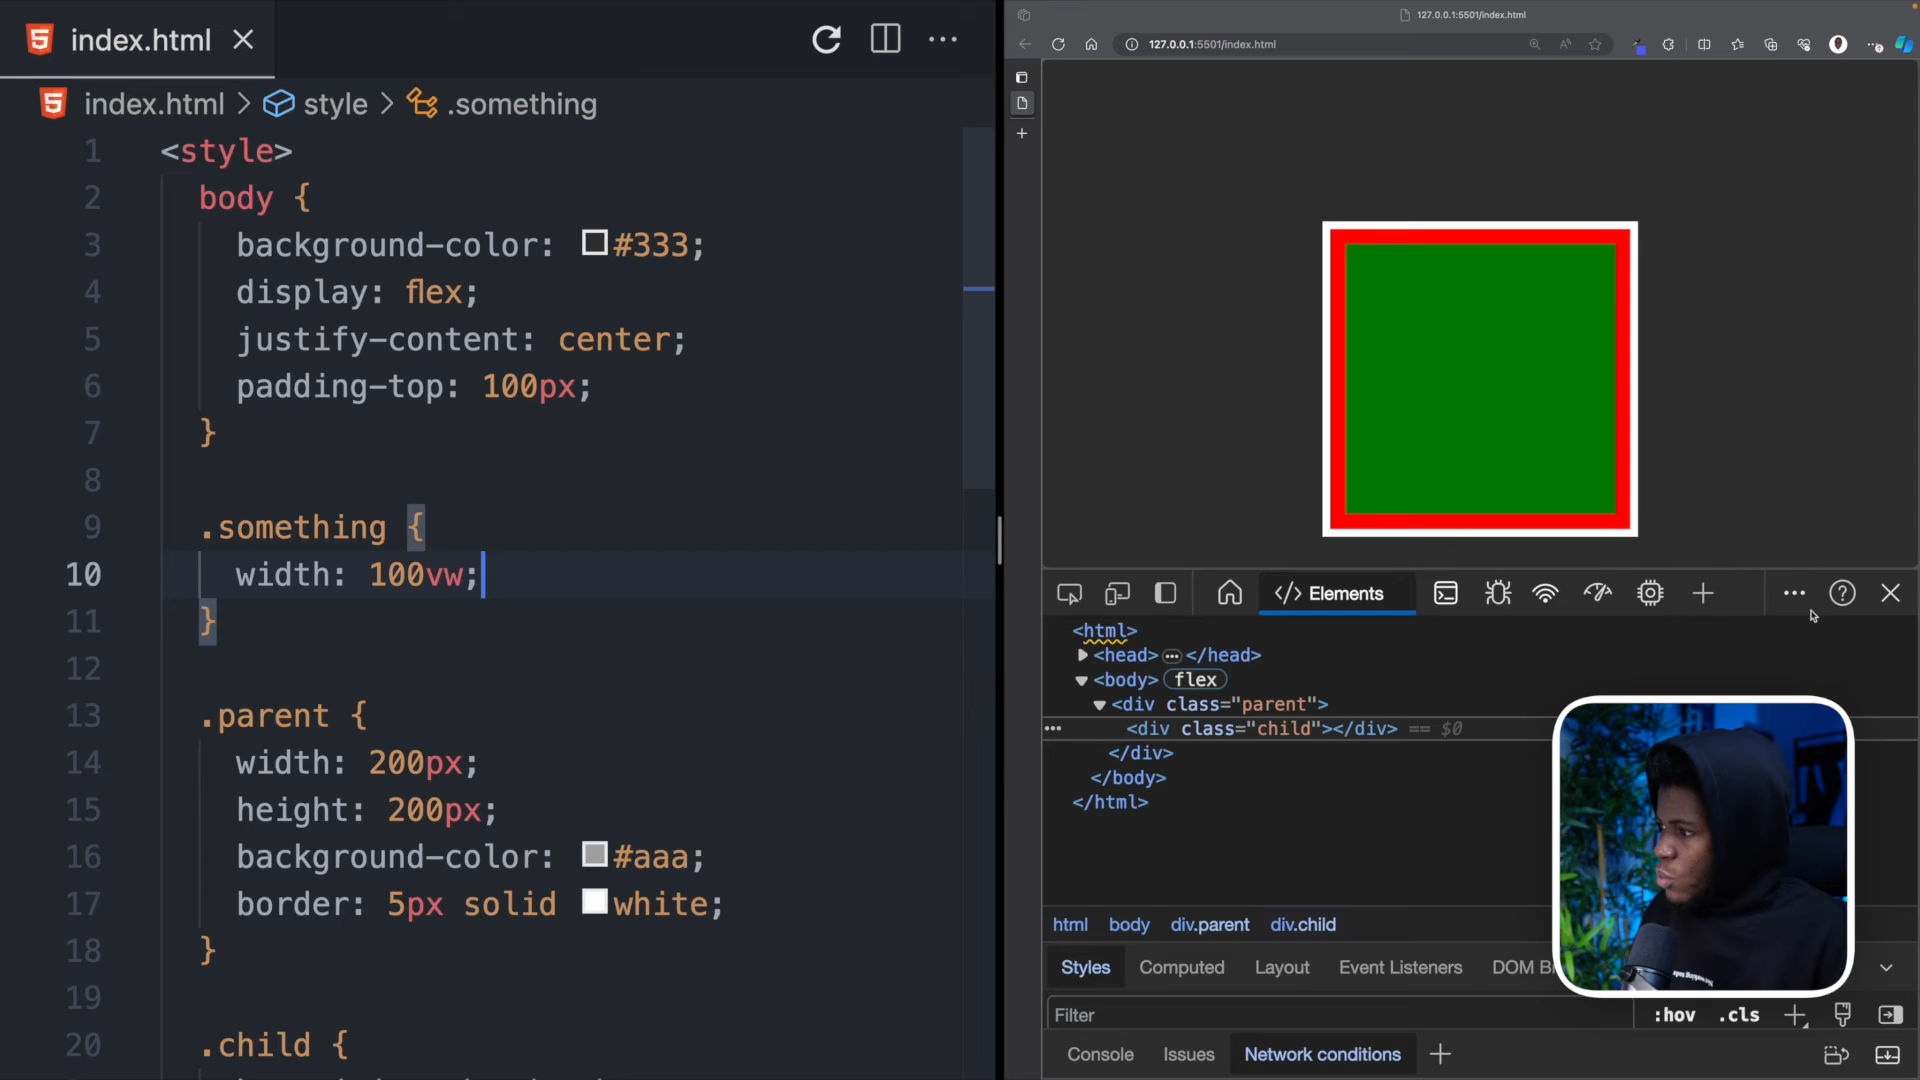 index.html
index.html > style > .something
1 <style>
2 body {
3 background-color: #333;
4 display: flex;
5 justify-content: center;
6 padding-top: 100px;
7 }
8
9 .something {
10 width: 100vw;
11 }
12
13 .parent {
14 width: 200px;
15 height: 200px;
16 background-color: #aaa;
17 border: 5px solid white;
18 }
19
20 .child {
127.0.0.1:5501/index.html
127.0.0.1:5501/index.html
Elements
<html>
<head> ••• </head>
<body> flex
<div class="parent">
<div class="child"></div> == $0
</div>
</body>
</html>
html body div.parent div.child
Styles Computed Layout Event Listeners DOM B
Filter :hov .cls
Console Issues Network conditions